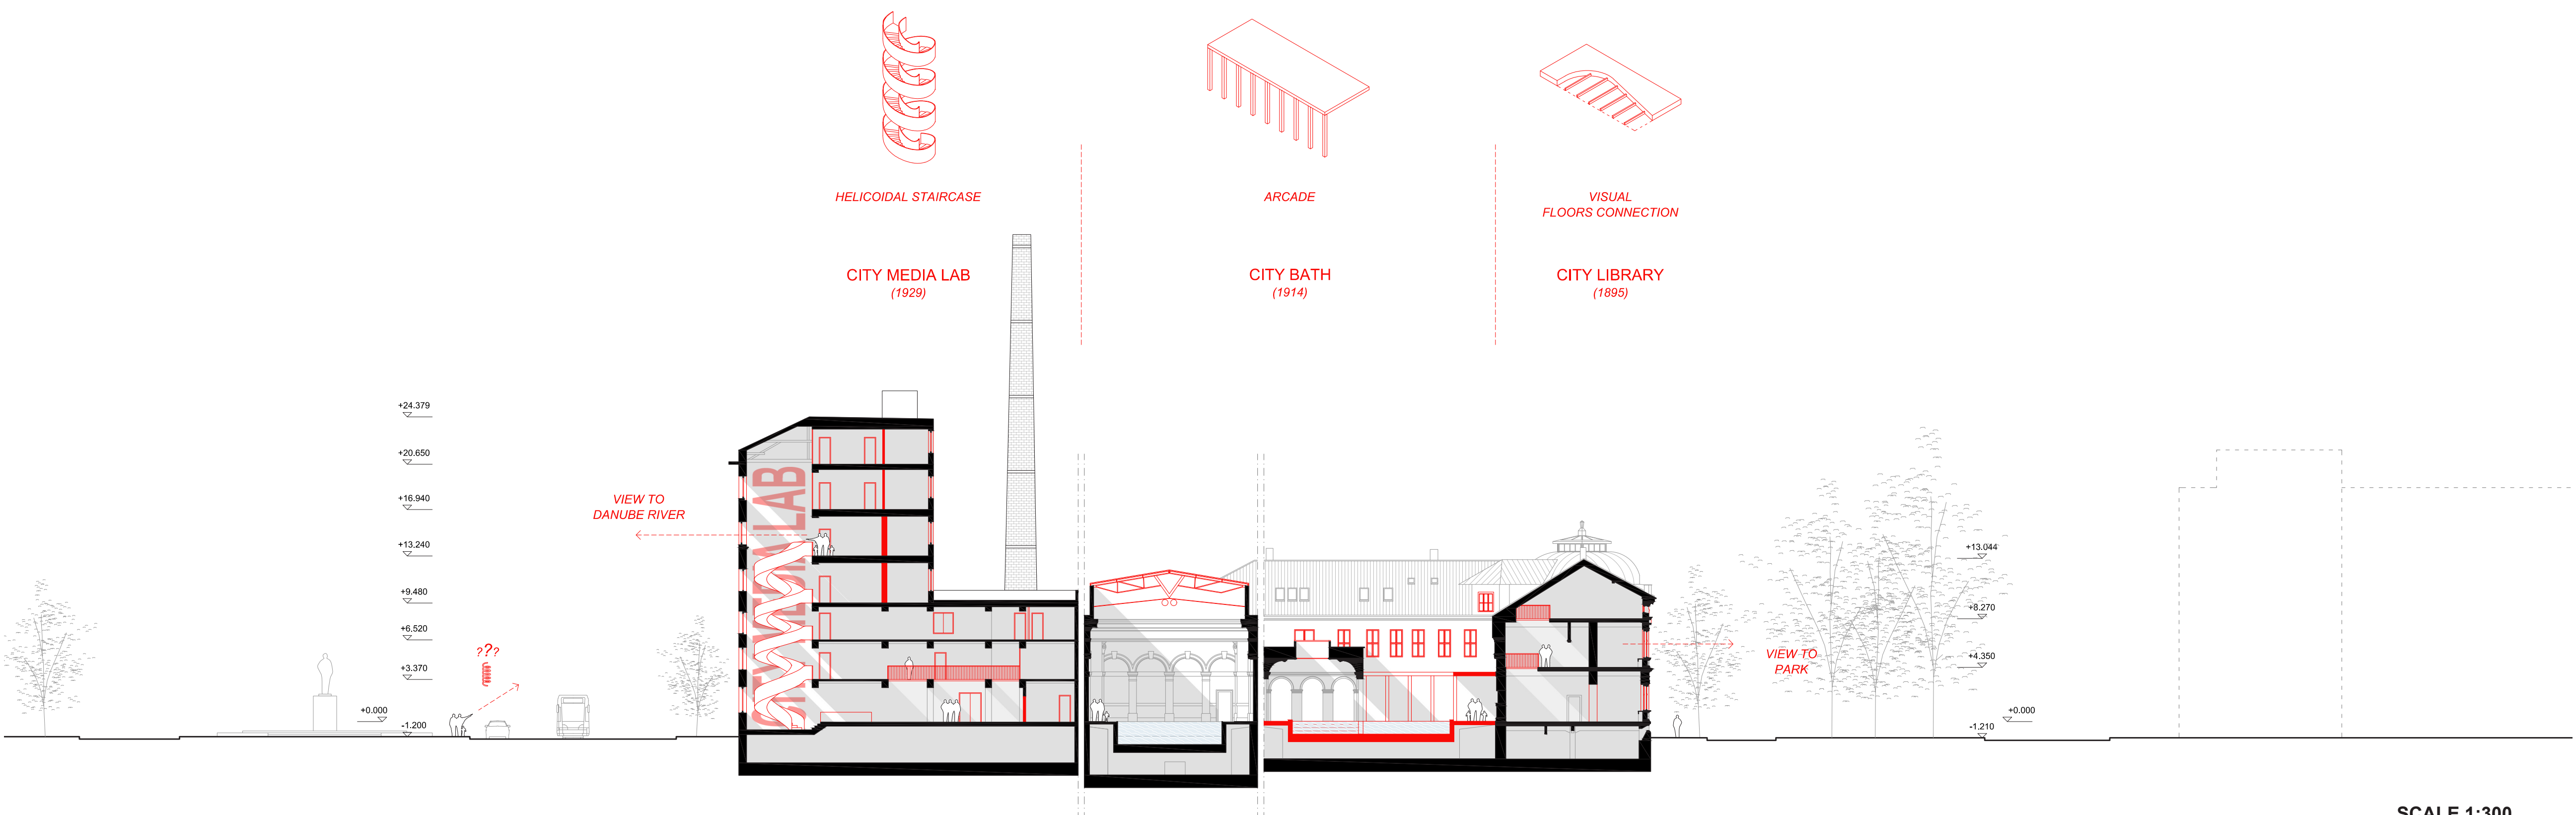 HELICOIDAL STAIRCASE
ARCADE
VISUAL
FLOORS CONNECTION
CITY MEDIA LAB
(1929)
CITY BATH
(1914)
CITY LIBRARY
(1895)
+24.379
+20.650
+16.940
+13.240
+9.480
+6.520
+3.370
+0.000
-1.200
???
VIEW TO
DANUBE RIVER
CITY MEDIA LAB
+13.044
+8.270
+4.350
+0.000
-1.210
VIEW TO
PARK
SCALE 1:300